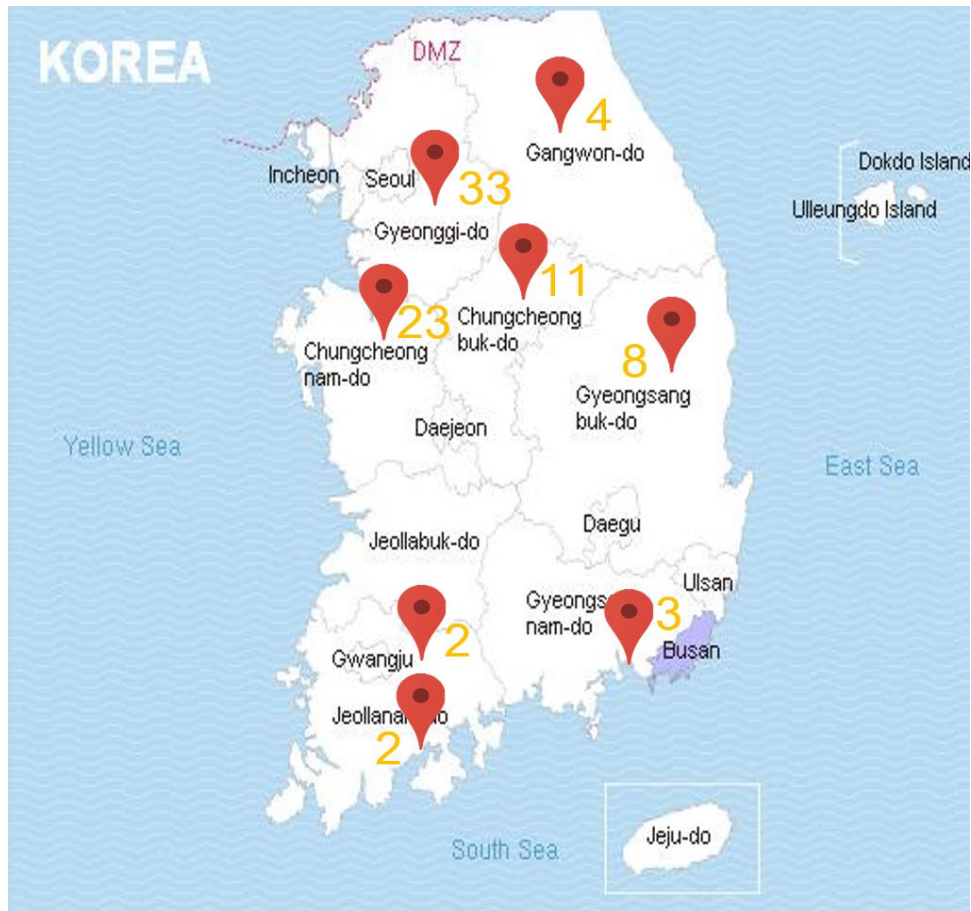 KOREA
DMZ
4
Gangwon-do
Dokdo Island
Incheon
Seoul
33
Ulleungdo Island
Gyeonggi-do
11
23
Chungcheong
buk-do
Chungcheong
nam-do
8
Gyeongsang
buk-do
Daejeon
Yellow Sea
East Sea
Daegu
Jeollabuk-do
Ulsan
nam-do
3
2
Gwangju
Busan
2
Jeju-do
South Sea